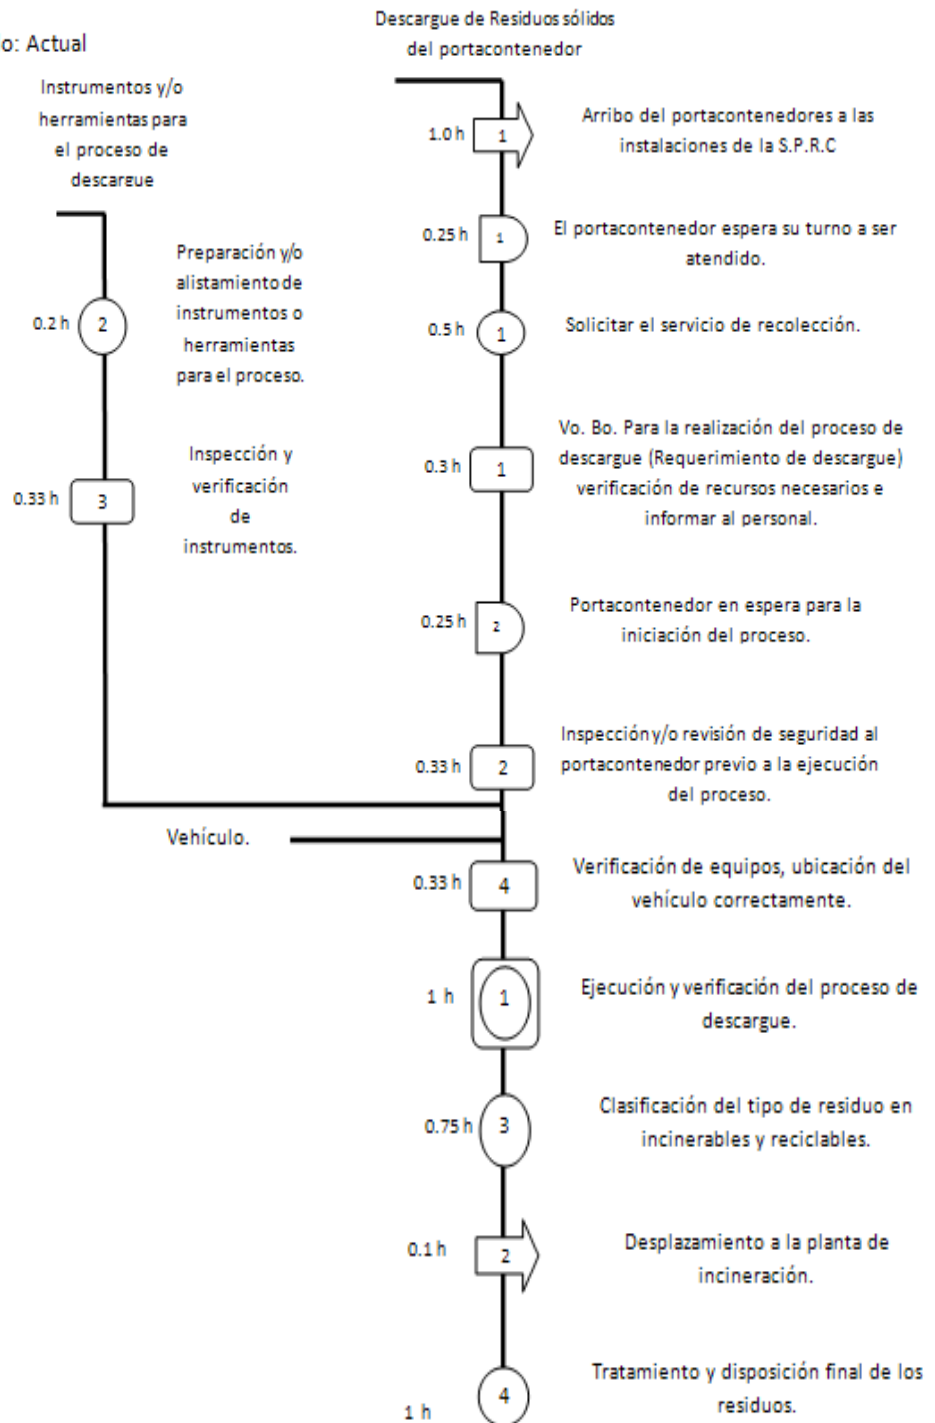 o: Actual
Descargue de Residuos sólidos
del portacontenedor
Instrumentos y/o
herramientas para
el proceso de
descargue
1.0 h
1
Arribo del portacontenedores a las
instalaciones de la S.P.R.C
0.25 h
1
El portacontenedor espera su turno a ser
atendido.
Preparación y/o
alistamiento de
instrumentos o
herramientas
para el proceso.
0.2 h
2
0.5 h
1
Solicitar el servicio de recolección.
0.3 h
1
Vo. Bo. Para la realización del proceso de
descargue (Requerimiento de descargue)
verificación de recursos necesarios e
informar al personal.
0.33 h
3
Inspección y
verificación
de
instrumentos.
0.25 h
2
Portacontenedor en espera para la
iniciación del proceso.
0.33 h
2
Inspección y/o revisión de seguridad al
portacontenedor previo a la ejecución
del proceso.
Vehículo.
0.33 h
4
Verificación de equipos, ubicación del
vehículo correctamente.
1 h
1
Ejecución y verificación del proceso de
descargue.
0.75 h
3
Clasificación del tipo de residuo en
incinerables y reciclables.
0.1 h
2
Desplazamiento a la planta de
incineración.
1 h
4
Tratamiento y disposición final de los
residuos.